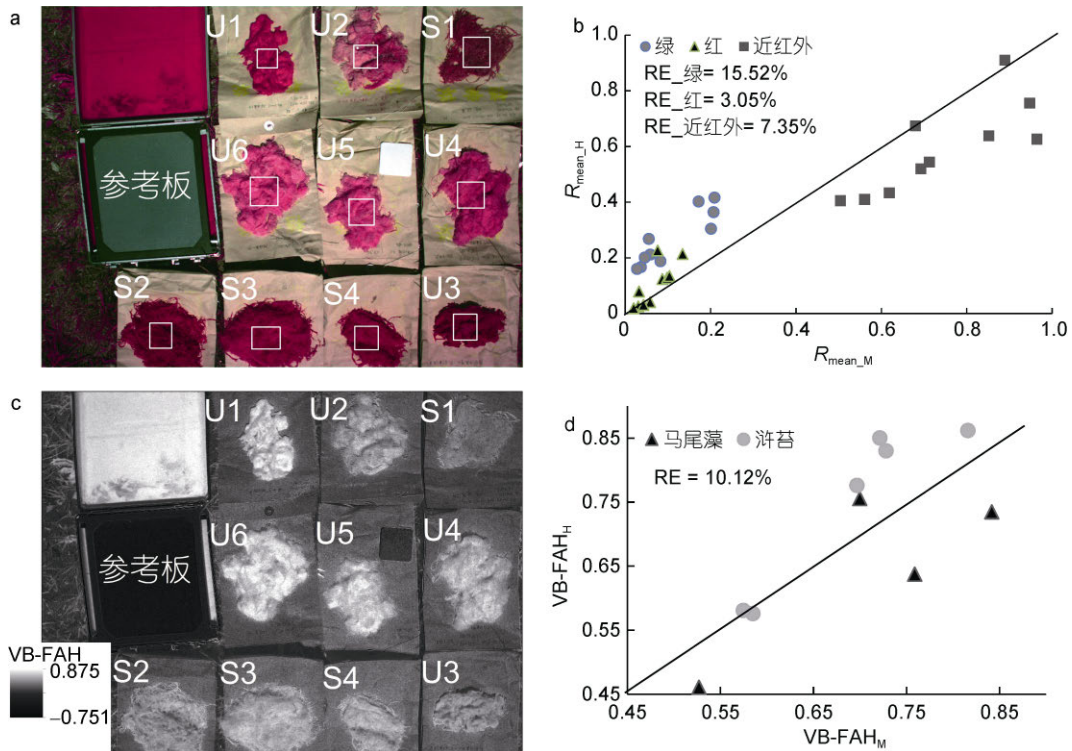 a
U1
U2
S1
U6
U5
U4
参考板
S2
S3
S4
U3
b
1.0
0.8
0.6
0.4
0.2
0
0.2
0.4
0.6
0.8
1.0
绿 红 近红外
RE_绿= 15.52%
RE_红= 3.05%
RE_近红外= 7.35%
Rmean_H
Rmean_M
c
U1
U2
S1
U6
U5
U4
参考板
VB-FAH
0.875
–0.751
S2
S3
S4
U3
d
0.85
0.75
0.65
0.55
0.45
0.45
0.55
0.65
0.75
0.85
马尾藻 浒苔
RE = 10.12%
VB-FAHH
VB-FAHM